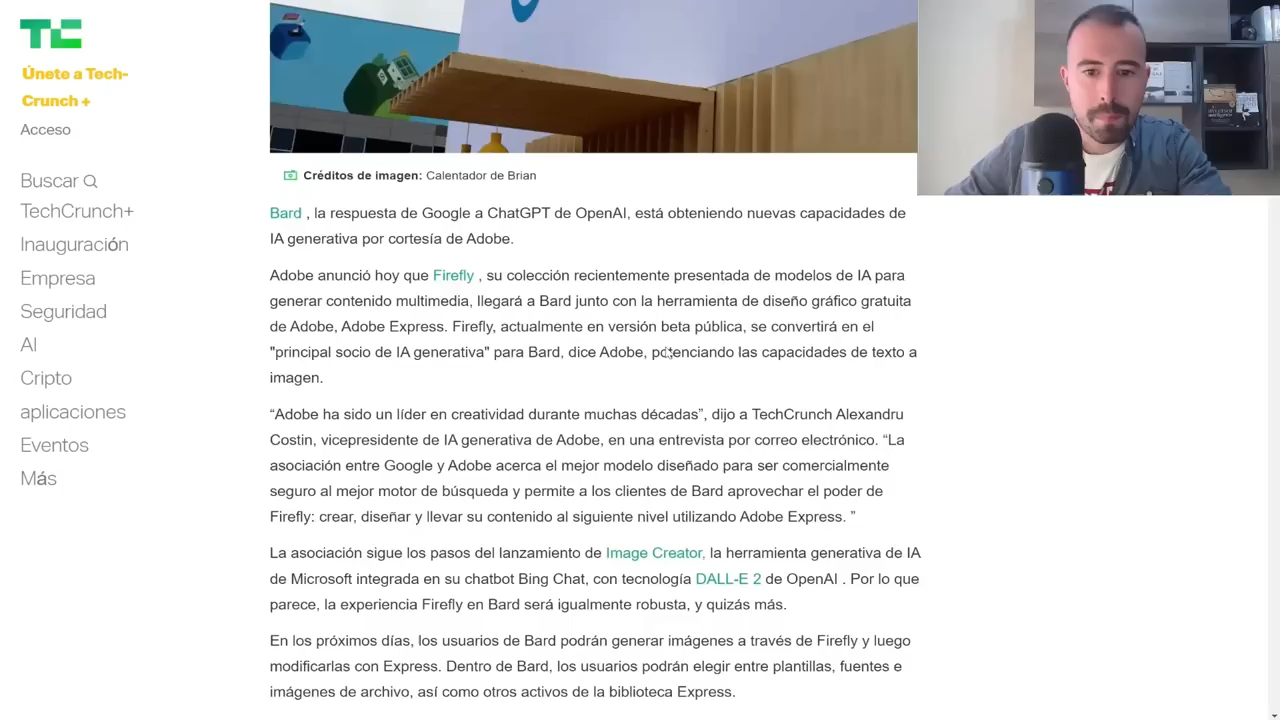 TC
Únete a Tech-
Crunch +
Acceso
Buscar
TechCrunch+
Inauguración
Empresa
Seguridad
AI
Cripto
aplicaciones
Eventos
Más
Créditos de imagen: Calentador de Brian
Bard , la respuesta de Google a ChatGPT de OpenAI, está obteniendo nuevas capacidades de
IA generativa por cortesía de Adobe.
Adobe anunció hoy que Firefly , su colección recientemente presentada de modelos de IA para
generar contenido multimedia, llegará a Bard junto con la herramienta de diseño gráfico gratuita
de Adobe, Adobe Express. Firefly, actualmente en versión beta pública, se convertirá en el
"principal socio de IA generativa" para Bard, dice Adobe, potenciando las capacidades de texto a
imagen.
“Adobe ha sido un líder en creatividad durante muchas décadas”, dijo a TechCrunch Alexandru
Costin, vicepresidente de IA generativa de Adobe, en una entrevista por correo electrónico. “La
asociación entre Google y Adobe acerca el mejor modelo diseñado para ser comercialmente
seguro al mejor motor de búsqueda y permite a los clientes de Bard aprovechar el poder de
Firefly: crear, diseñar y llevar su contenido al siguiente nivel utilizando Adobe Express. ”
La asociación sigue los pasos del lanzamiento de Image Creator, la herramienta generativa de IA
de Microsoft integrada en su chatbot Bing Chat, con tecnología DALL-E 2 de OpenAI . Por lo que
parece, la experiencia Firefly en Bard será igualmente robusta, y quizás más.
En los próximos días, los usuarios de Bard podrán generar imágenes a través de Firefly y luego
modificarlas con Express. Dentro de Bard, los usuarios podrán elegir entre plantillas, fuentes e
imágenes de archivo, así como otros activos de la biblioteca Express.